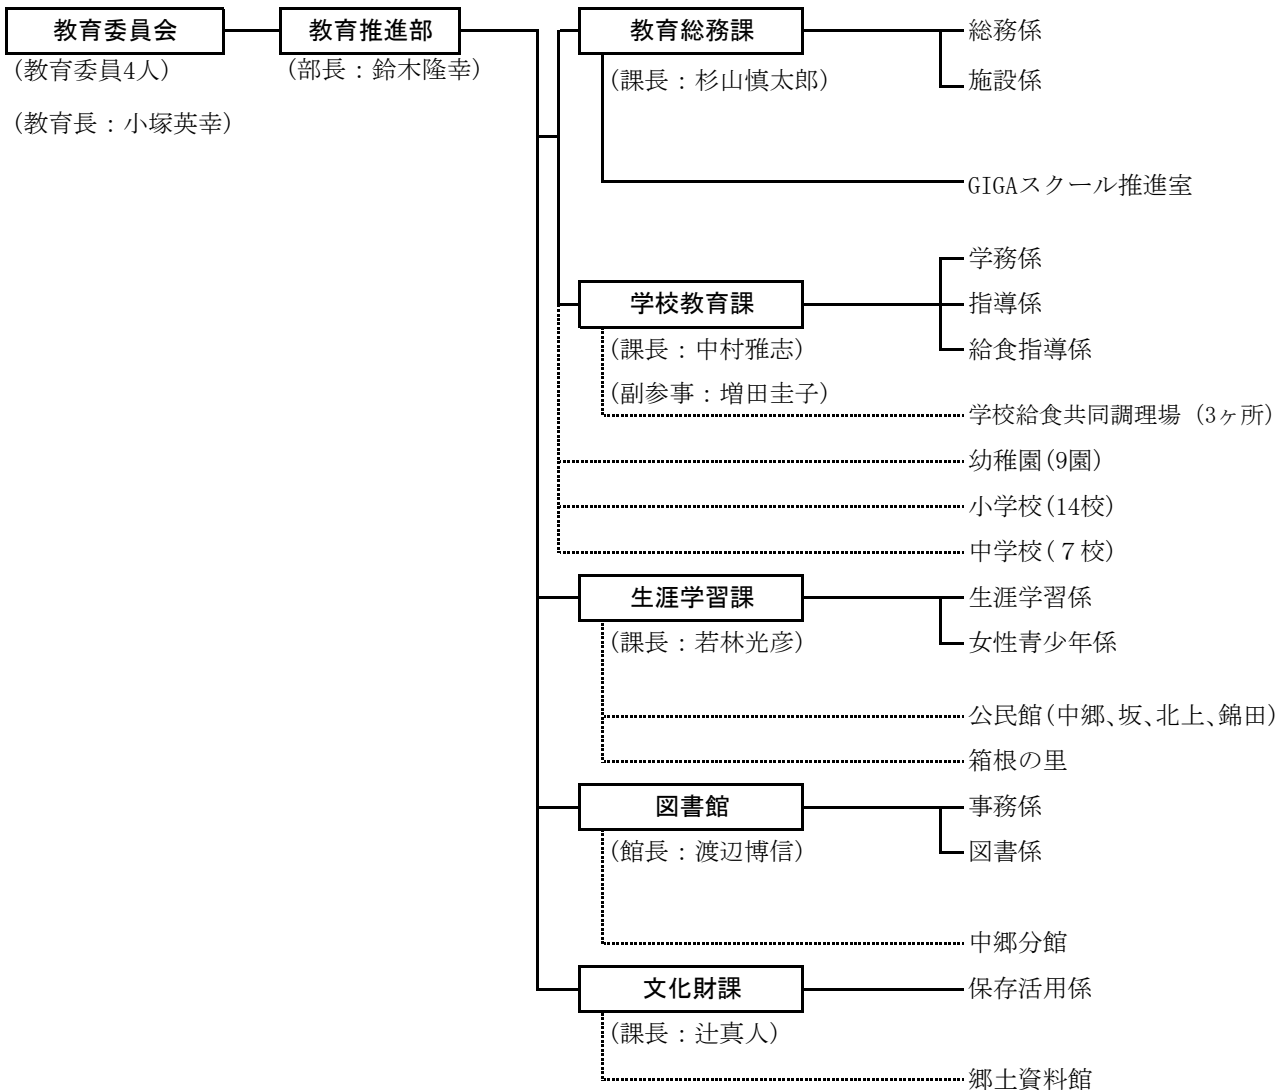 教育委員会
(教育委員4人)
(教育長：小塚英幸)
教育推進部
(部長：鈴木隆幸)
教育総務課
(課長：杉山慎太郎)
総務係
施設係
GIGAスクール推進室
学校教育課
(課長：中村雅志)
(副参事：増田圭子)
学務係
指導係
給食指導係
学校給食共同調理場 (3ヶ所)
幼稚園(9園)
小学校(14校)
中学校(７校)
生涯学習課
(課長：若林光彦)
生涯学習係
女性青少年係
公民館(中郷、坂、北上、錦田)
箱根の里
図書館
(館長：渡辺博信)
事務係
図書係
中郷分館
文化財課
(課長：辻真人)
保存活用係
郷土資料館